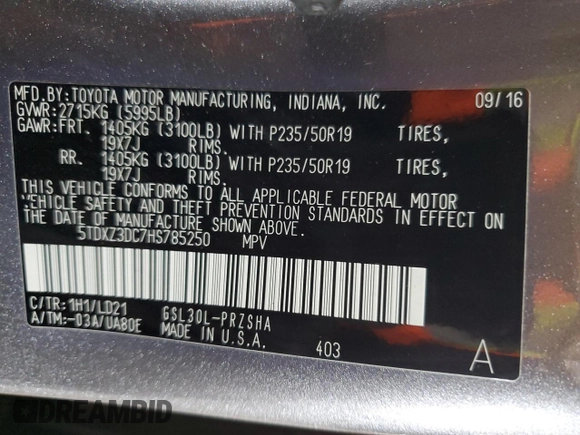 MFD.BY:TOYOTA MOTOR MANUFACTURING, INDIANA, INC. 09/16
GVWR:2715KG (5995LB)
GAWR:FRT. 1405KG (3100LB) WITH P235/50R19 TIRES,
19X7J RIMS.
RR. 1405KG (3100LB) WITH P235/50R19 TIRES,
19X7J RIMS.
THIS VEHICLE CONFORMS TO ALL APPLICABLE FEDERAL MOTOR
VEHICLE SAFETY AND THEFT PREVENTION STANDARDS IN EFFECT ON
THE DATE OF MANUFACTURE SHOWN ABOVE.
5TDXZ3DC7HS785250 MPV
C/TR: 1H1/LD21 GSL30L-PRZSHA
A/TM:-03A/UA80E MADE IN U.S.A. 403 A
DREAMBID